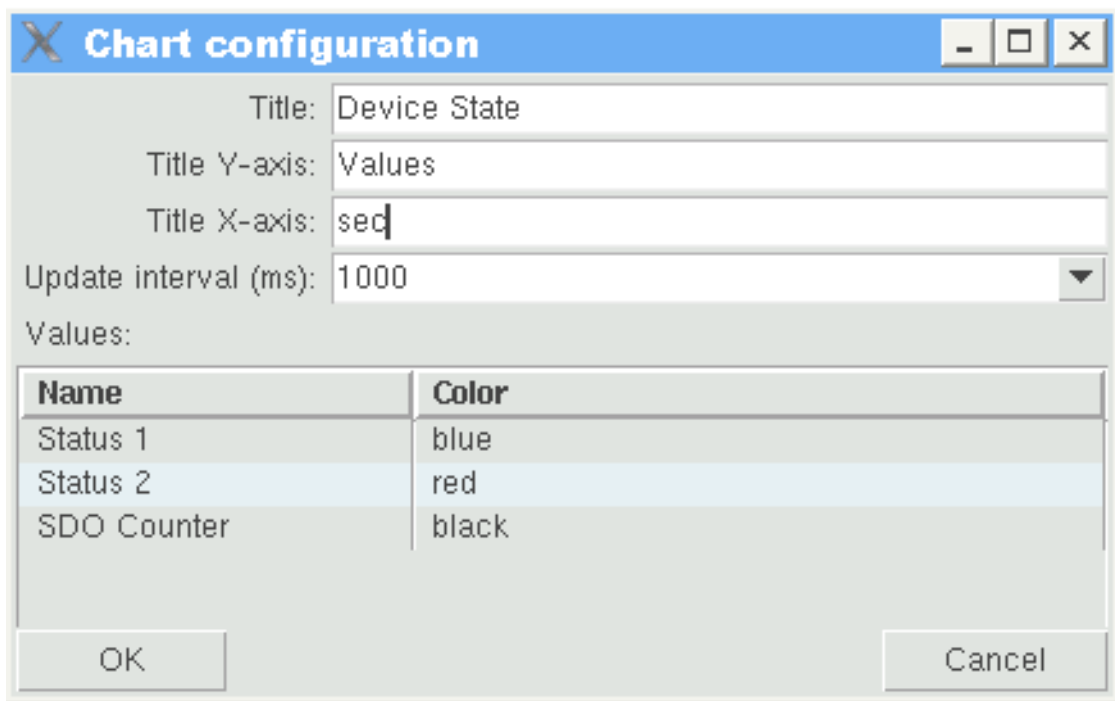 Chart configuration
Title: Device State
Title Y-axis: Values
Title X-axis: sec
Update interval (ms): 1000
Values:
Name Color
Status 1 blue
Status 2 red
SDO Counter black
OK Cancel